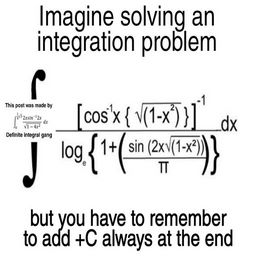 Imagine solving an
integration problem
This post was made by
Definite integral gang
∫ [cos⁻¹x { √(1-x²) }]⁻¹ dx
logₑ { 1+( sin (2x√(1-x²)) / π ) }
but you have to remember
to add +C always at the end